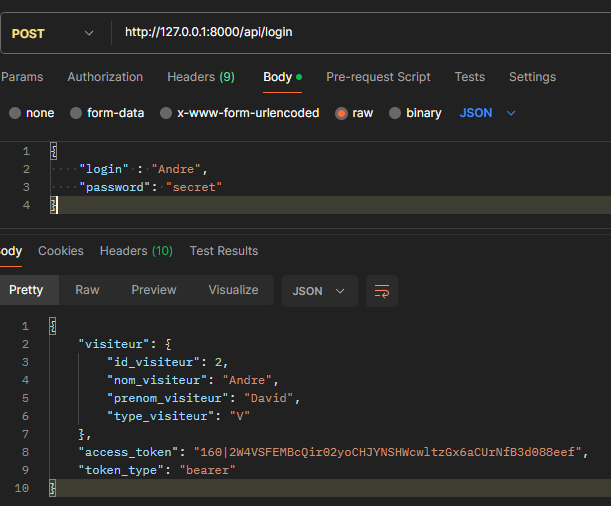 POST http://127.0.0.1:8000/api/login
Params Authorization Headers (9) Body Pre-request Script Tests Settings
none form-data x-www-form-urlencoded raw binary JSON
1 {
2 "login" : "Andre",
3 "password": "secret"
4 }
ody Cookies Headers (10) Test Results
Pretty Raw Preview Visualize JSON
1 {
2 "visiteur": {
3 "id_visiteur": 2,
4 "nom_visiteur": "Andre",
5 "prenom_visiteur": "David",
6 "type_visiteur": "V"
7 },
8 "access_token": "160|2W4VSFEMBcQir02yoCHJYNSHWcwltzGx6aCUrNfB3d088eef",
9 "token_type": "bearer"
10 }